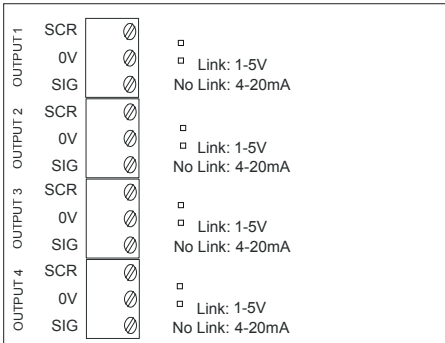 OUTPUT1
SCR
0V
SIG
Link: 1-5V
No Link: 4-20mA
OUTPUT 2
SCR
0V
SIG
Link: 1-5V
No Link: 4-20mA
OUTPUT 3
SCR
0V
SIG
Link: 1-5V
No Link: 4-20mA
OUTPUT 4
SCR
0V
SIG
Link: 1-5V
No Link: 4-20mA